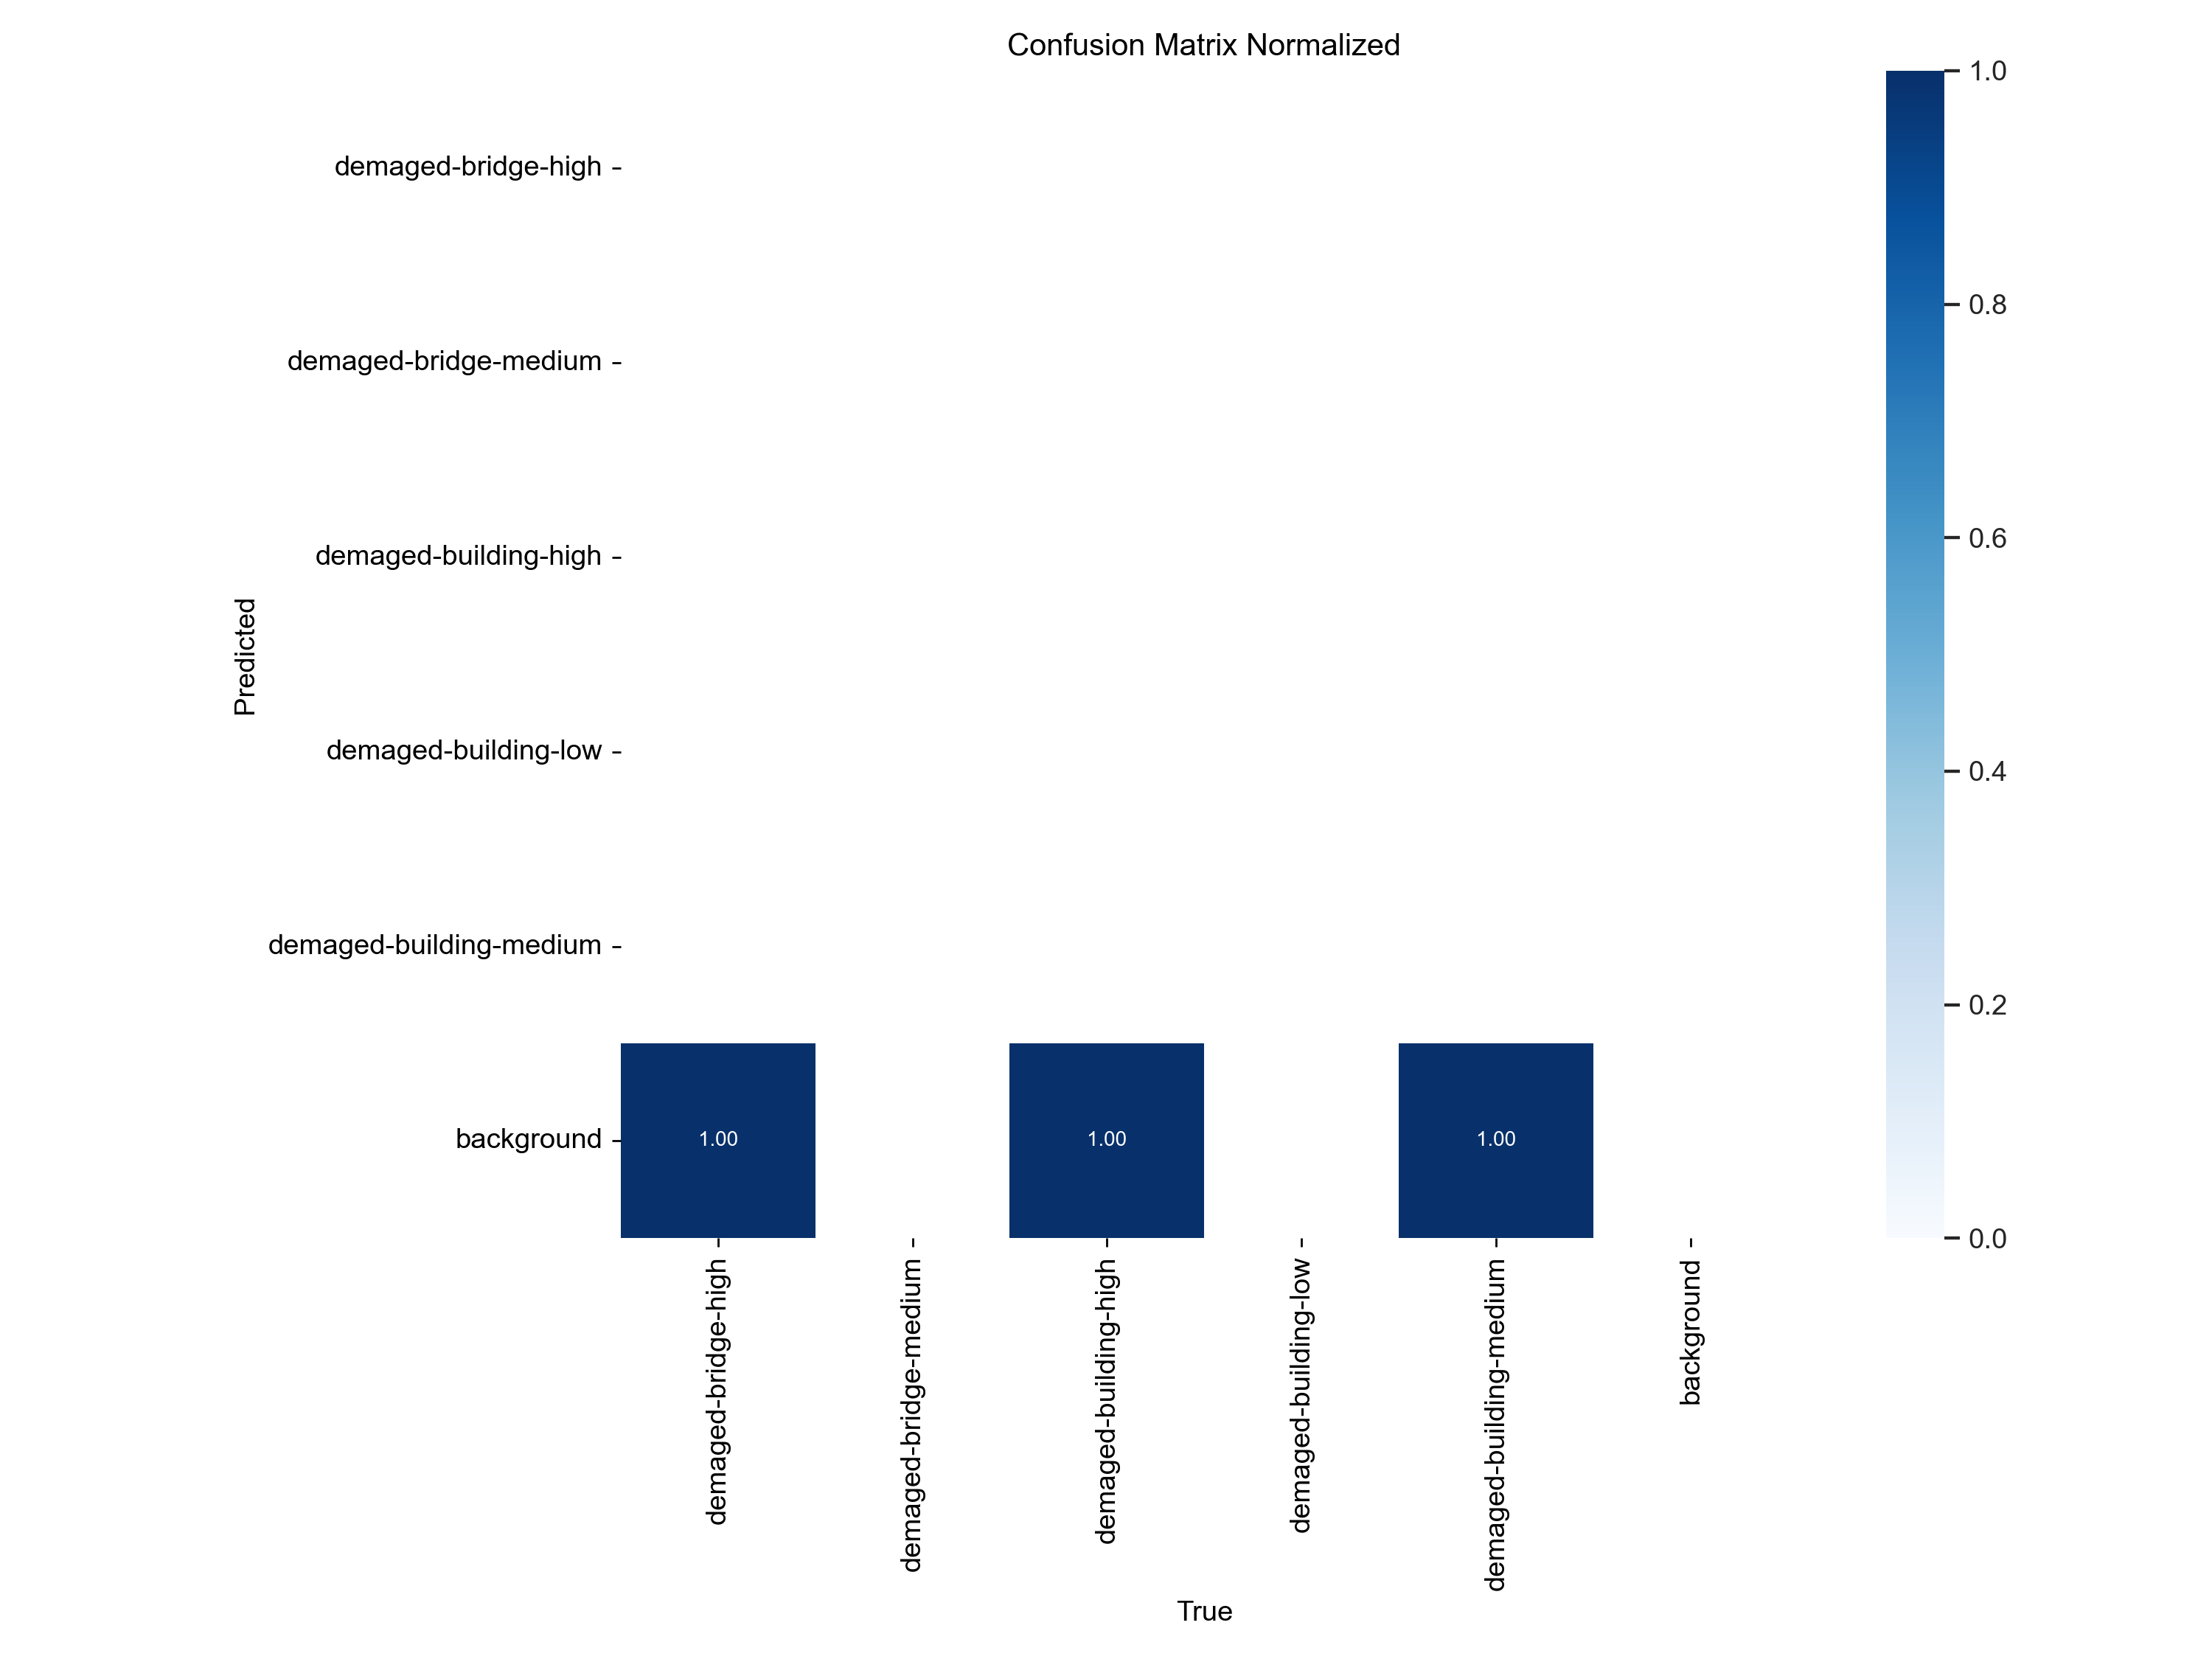 Confusion Matrix Normalized
demaged-bridge-high
demaged-bridge-medium
demaged-building-high
demaged-building-low
demaged-building-medium
background
Predicted
1.00
1.00
1.00
demaged-bridge-high
demaged-bridge-medium
demaged-building-high
demaged-building-low
demaged-building-medium
background
True
1.0
0.8
0.6
0.4
0.2
0.0